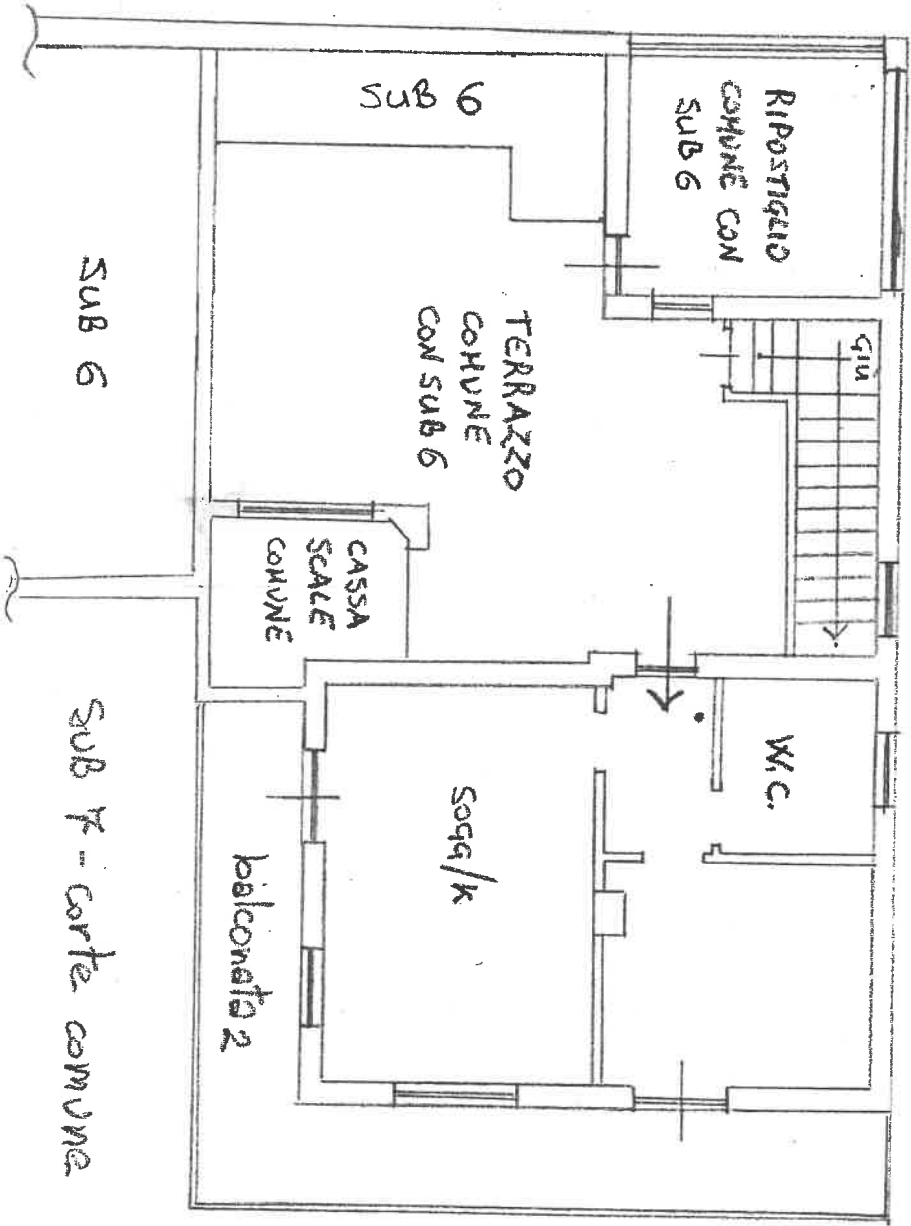 RIPOSTIGLIO
COMUNE CON
SUB 6
SUB 6
GIU
TERRAZZO
COMUNE
CON SUB 6
SUB 6
CASSA
SCALE
COMUNE
W.C.
SOGG/K
balconata 2
SUB 7 - Corte comune